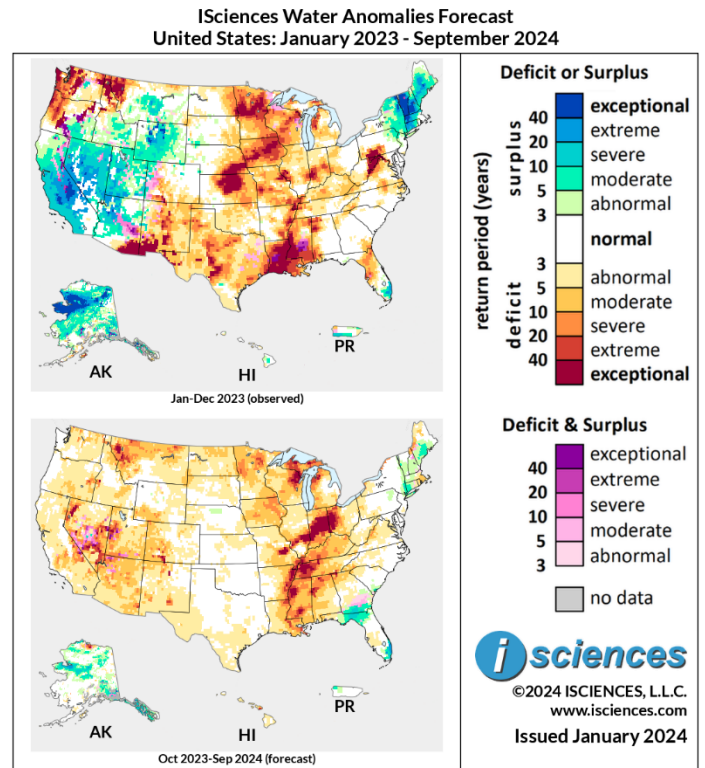 ISciences Water Anomalies Forecast
United States: January 2023 - September 2024
AK
HI
PR
Jan-Dec 2023 (observed)
AK
HI
PR
Oct 2023-Sep 2024 (forecast)
Deficit or Surplus
return period (years)
surplus
deficit
40
20
10
5
3
3
5
10
20
40
exceptional
extreme
severe
moderate
abnormal
normal
abnormal
moderate
severe
extreme
exceptional
Deficit & Surplus
40
20
10
5
3
exceptional
extreme
severe
moderate
abnormal
no data
i sciences
©2024 ISCIENCES, L.L.C.
www.isciences.com
Issued January 2024